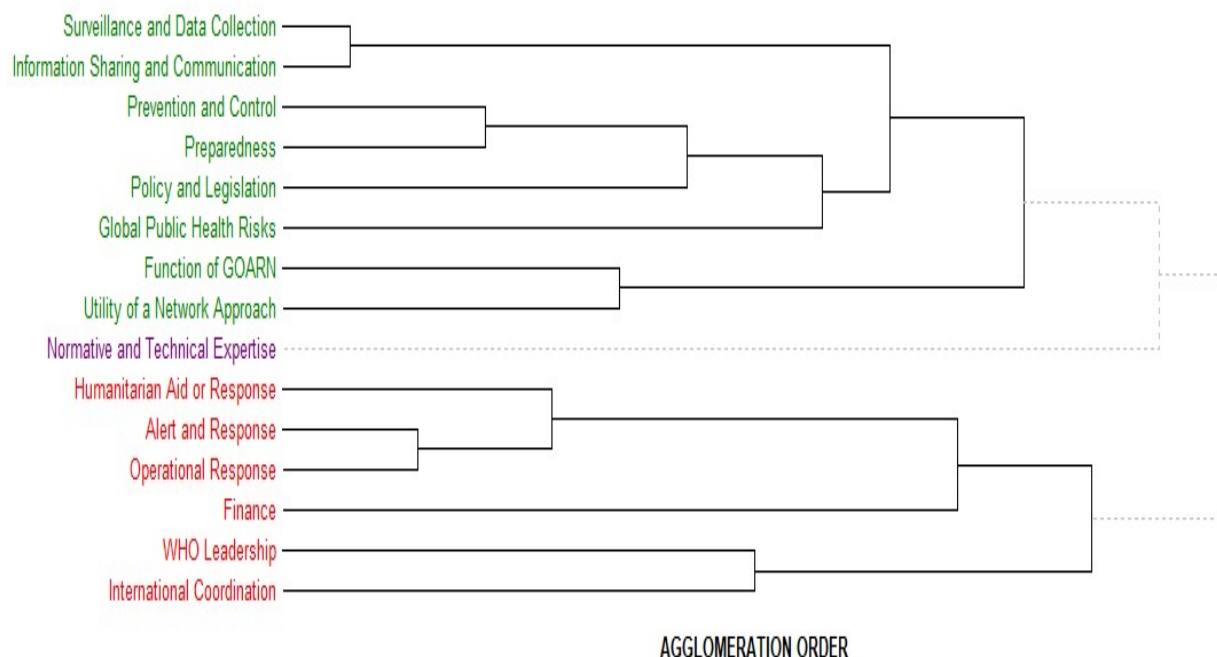 Surveillance and Data Collection
Information Sharing and Communication
Prevention and Control
Preparedness
Policy and Legislation
Global Public Health Risks
Function of GOARN
Utility of a Network Approach
Normative and Technical Expertise
Humanitarian Aid or Response
Alert and Response
Operational Response
Finance
WHO Leadership
International Coordination
AGGLOMERATION ORDER